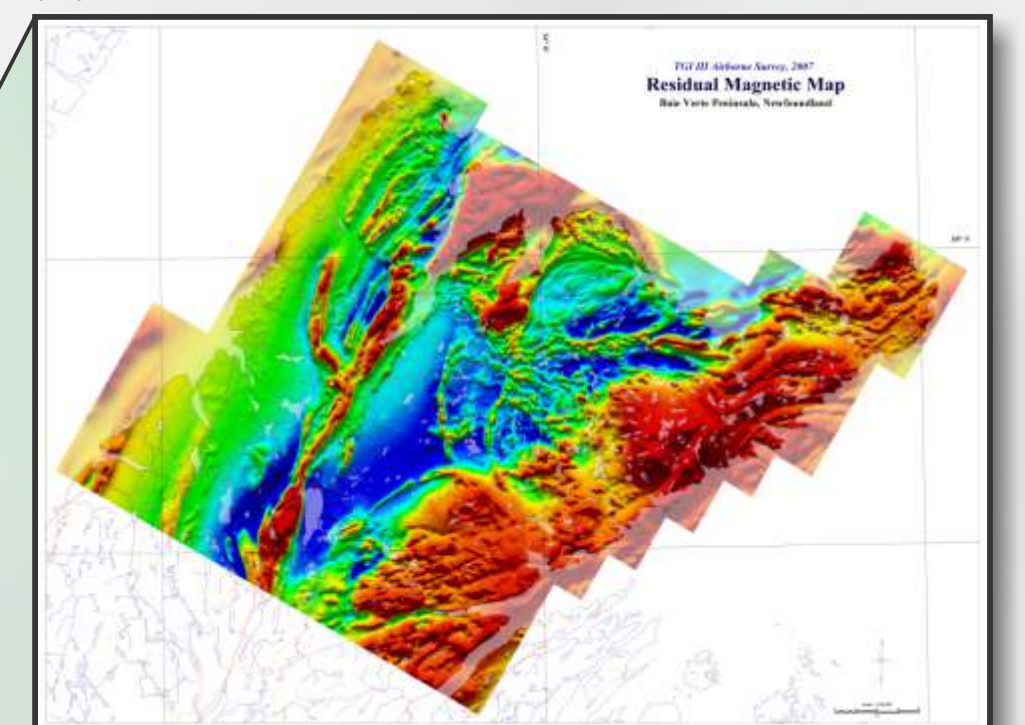 TGI III Airborne Survey, 2007
Residual Magnetic Map
Baie Verte Peninsula, Newfoundland